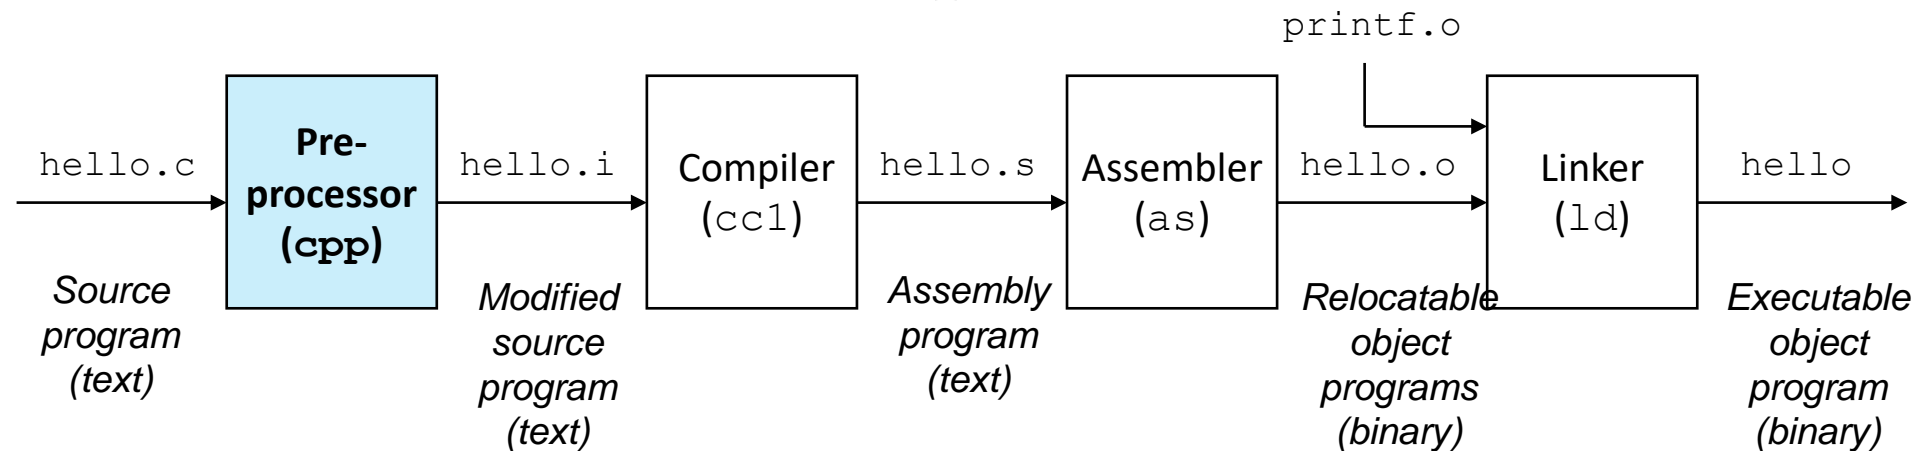 printf.o
hello.c
Pre-
processor
(cpp)
hello.i
Compiler
(cc1)
hello.s
Assembler
(as)
hello.o
Linker
(ld)
hello
Source
program
(text)
Modified
source
program
(text)
Assembly
program
(text)
Relocatable
object
programs
(binary)
Executable
object
program
(binary)